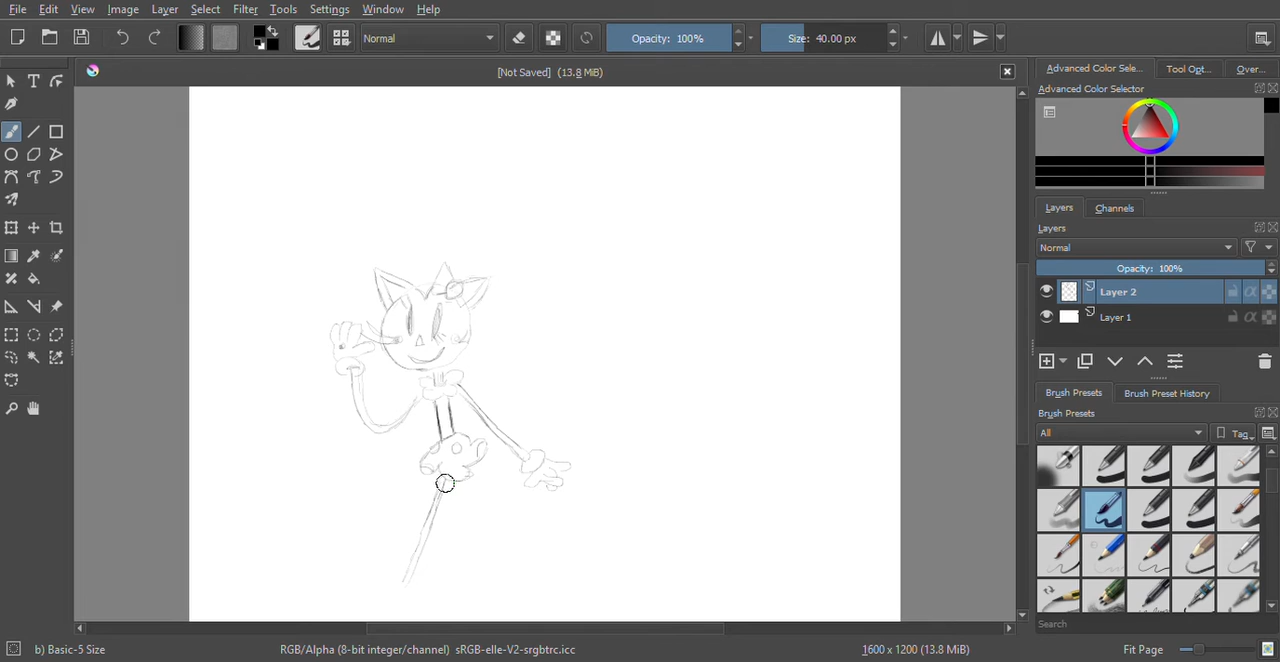 File Edit View Image Layer Select Filter Tools Settings Window Help
Normal Opacity: 100% Size: 40.00 px
[Not Saved] (13.8 MiB)
Advanced Color Sele... Tool Opt... Over...
Advanced Color Selector
Layers Channels
Layers
Normal
Opacity: 100%
Layer 2
Layer 1
Brush Presets Brush Preset History
Brush Presets
All Tag
Search
b) Basic-5 Size RGB/Alpha (8-bit integer/channel) sRGB-elle-V2-srgbtrc.icc 1600 x 1200 (13.8 MiB) Fit Page